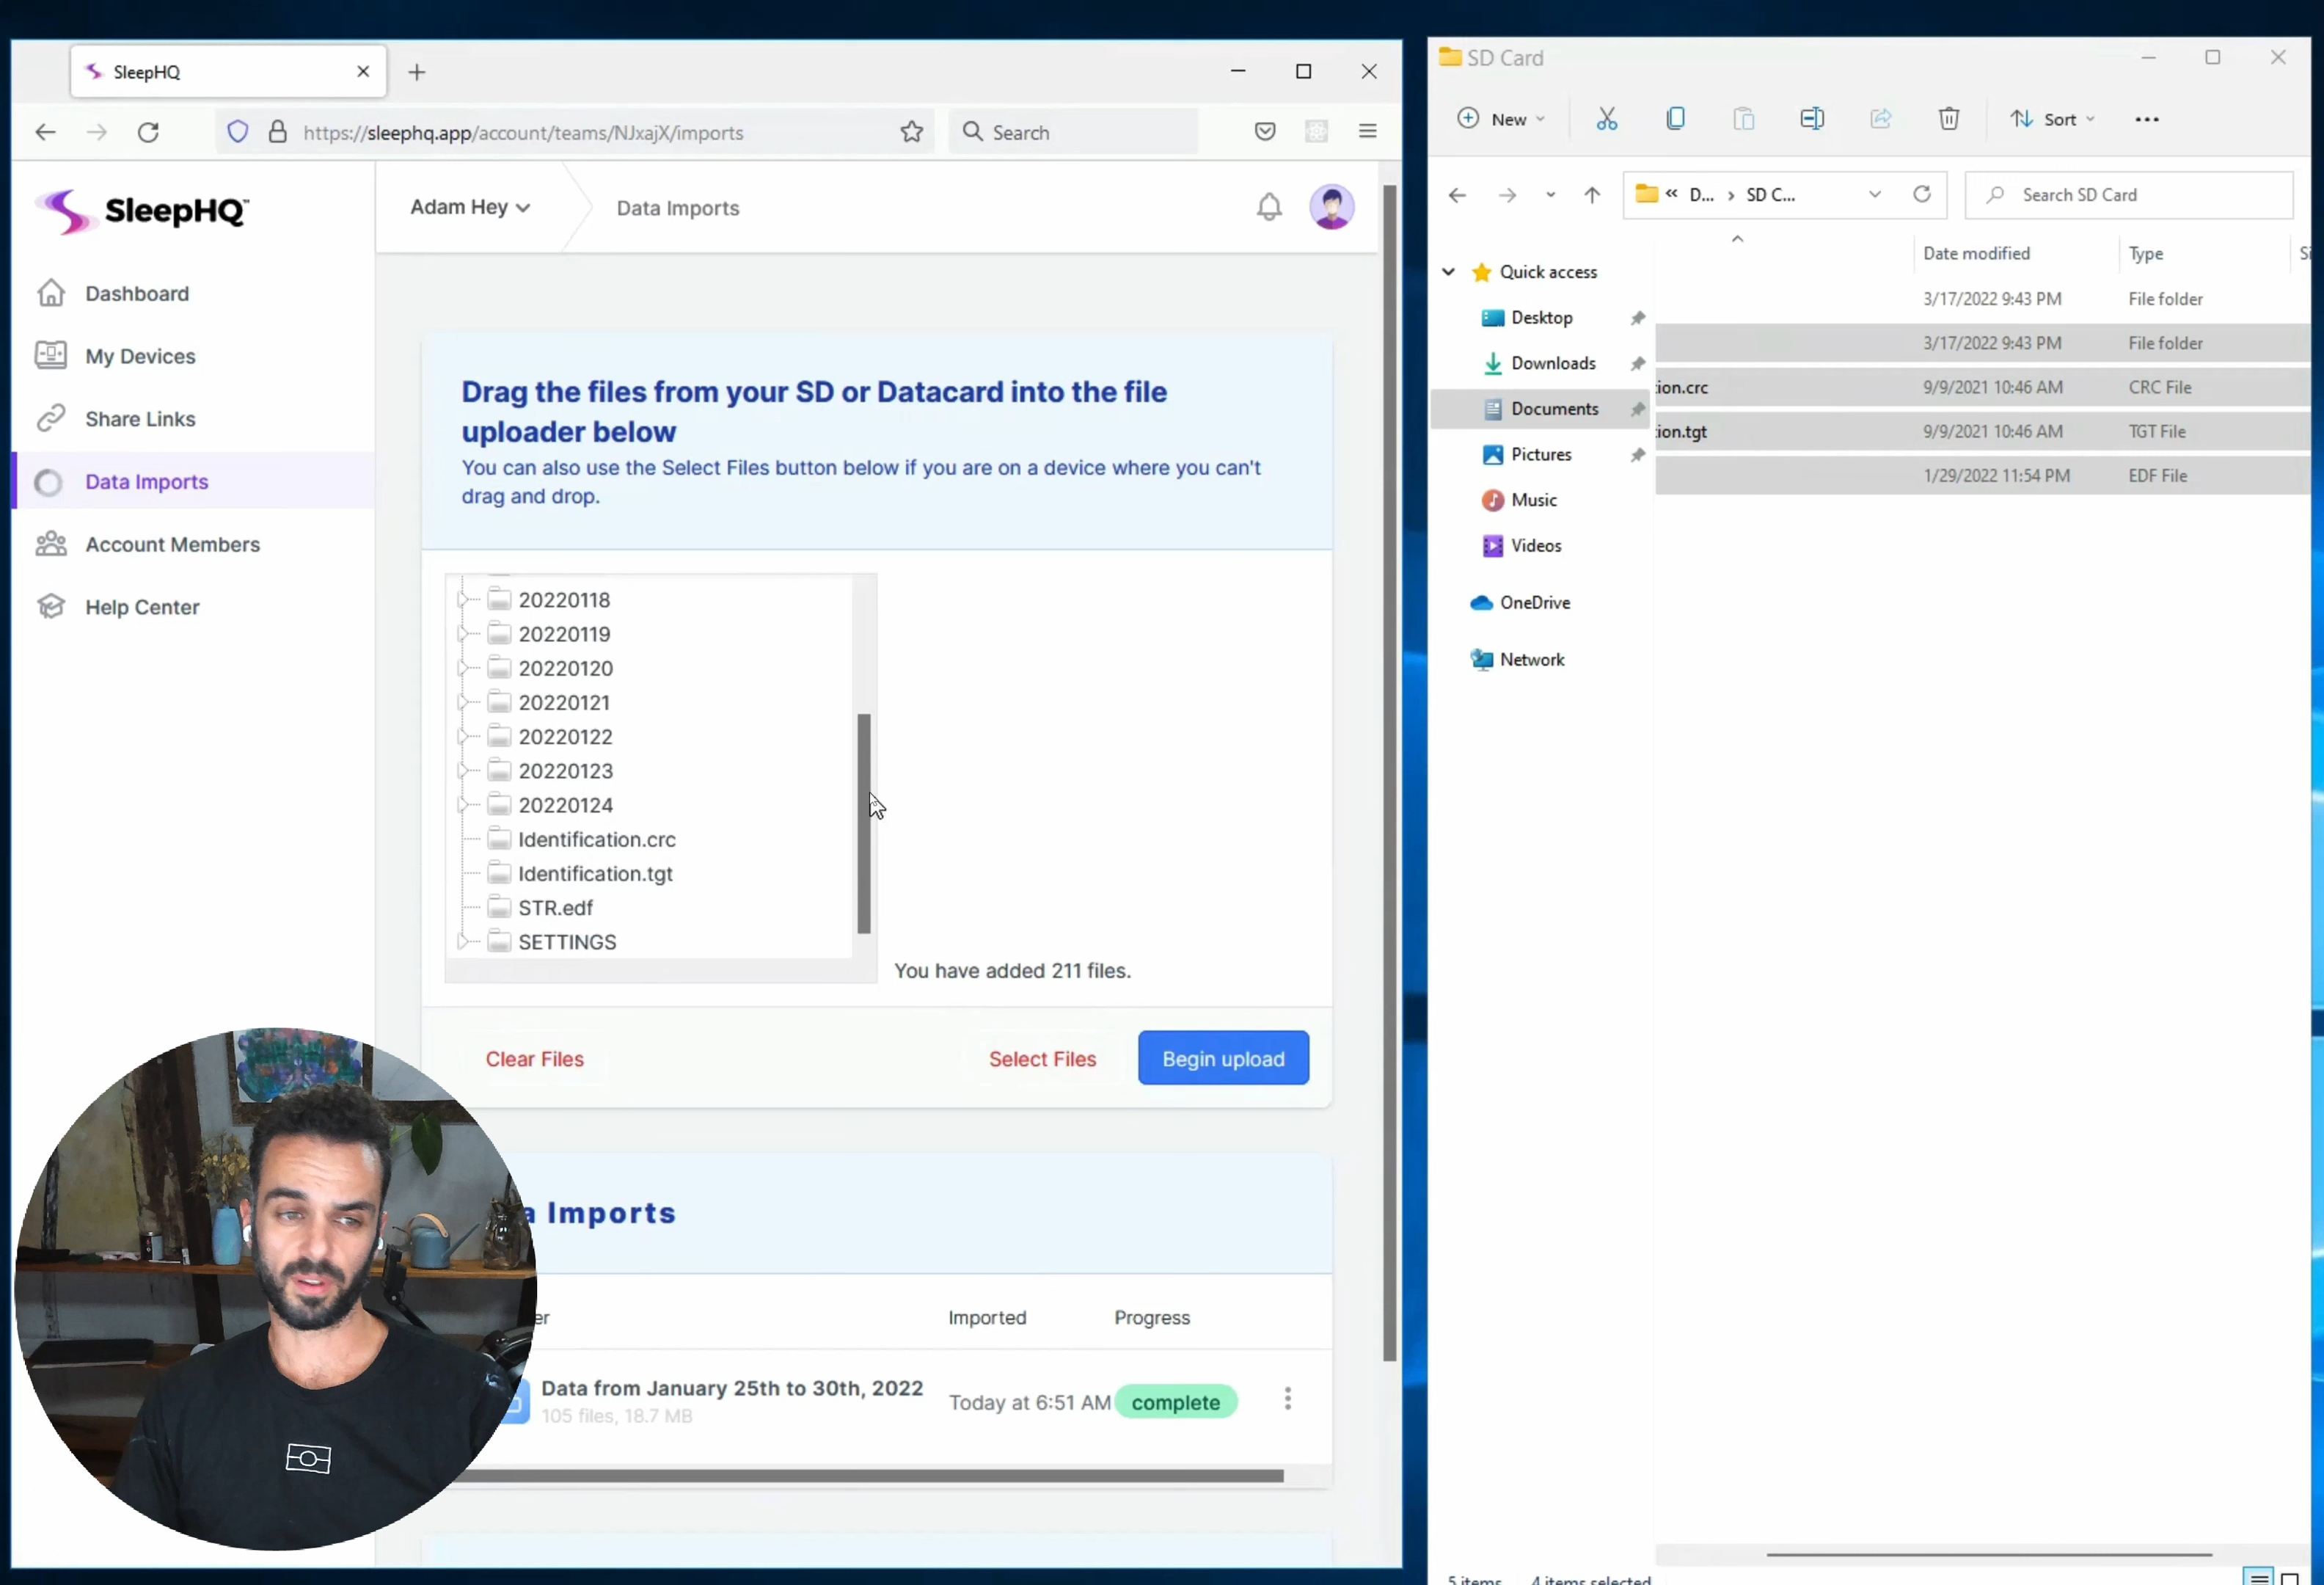 SleepHQ
https://sleephq.app/account/teams/NJxajX/imports
Search
SleepHQ
Adam Hey
Data Imports
Dashboard
My Devices
Share Links
Data Imports
Account Members
Help Center
Drag the files from your SD or Datacard into the file
uploader below
You can also use the Select Files button below if you are on a device where you can't
drag and drop.
20220118
20220119
20220120
20220121
20220122
20220123
20220124
Identification.crc
Identification.tgt
STR.edf
SETTINGS
You have added 211 files.
Clear Files
Select Files
Begin upload
a Imports
er
Imported
Progress
Data from January 25th to 30th, 2022
Today at 6:51 AM
complete
105 files, 18.7 MB
SD Card
New
Sort
« D... › SD C...
Search SD Card
Date modified
Type
Si
Quick access
Desktop
Downloads
Documents
Pictures
Music
Videos
OneDrive
Network
3/17/2022 9:43 PM
File folder
3/17/2022 9:43 PM
File folder
ion.crc
9/9/2021 10:46 AM
CRC File
ion.tgt
9/9/2021 10:46 AM
TGT File
1/29/2022 11:54 PM
EDF File
5 items
4 items selected